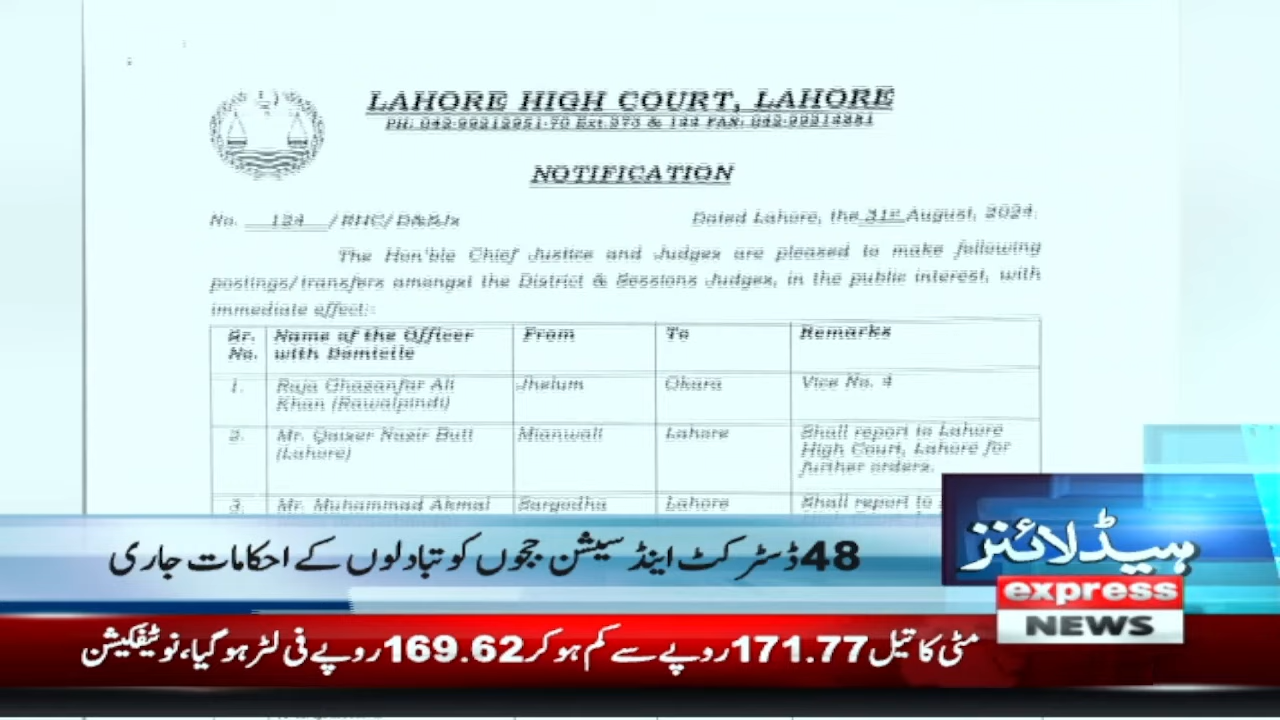 LAHORE HIGH COURT, LAHORE
NOTIFICATION
No. 124 / RHC/ D&SJs
Dated Lahore, the 31st August, 2024.
The Hon'ble Chief Justice and Judges are pleased to make following
postings/transfers amongst the District & Sessions Judges, in the public interest, with
immediate effect:-
Sr. No. Name of the Officer with Domicile From To Remarks
1. Raja Ghazanfar Ali Khan (Rawalpindi) Jhelum Okara Vice No. 4
2. Mr. Qaiser Nazir Butt (Lahore) Mianwali Lahore Shall report to Lahore High Court, Lahore for further orders.
3. Mr. Muhammad Akmal Sargodha Lahore Shall report to
48 ڈسٹرکٹ اینڈ سیشن ججوں کو تبادلوں کے احکامات جاری
ہیڈلائنز
express
NEWS
مٹی کا تیل 171.77 روپے سے کم ہو کر 169.62 روپے فی لٹر ہو گیا، نوٹیفکیشن